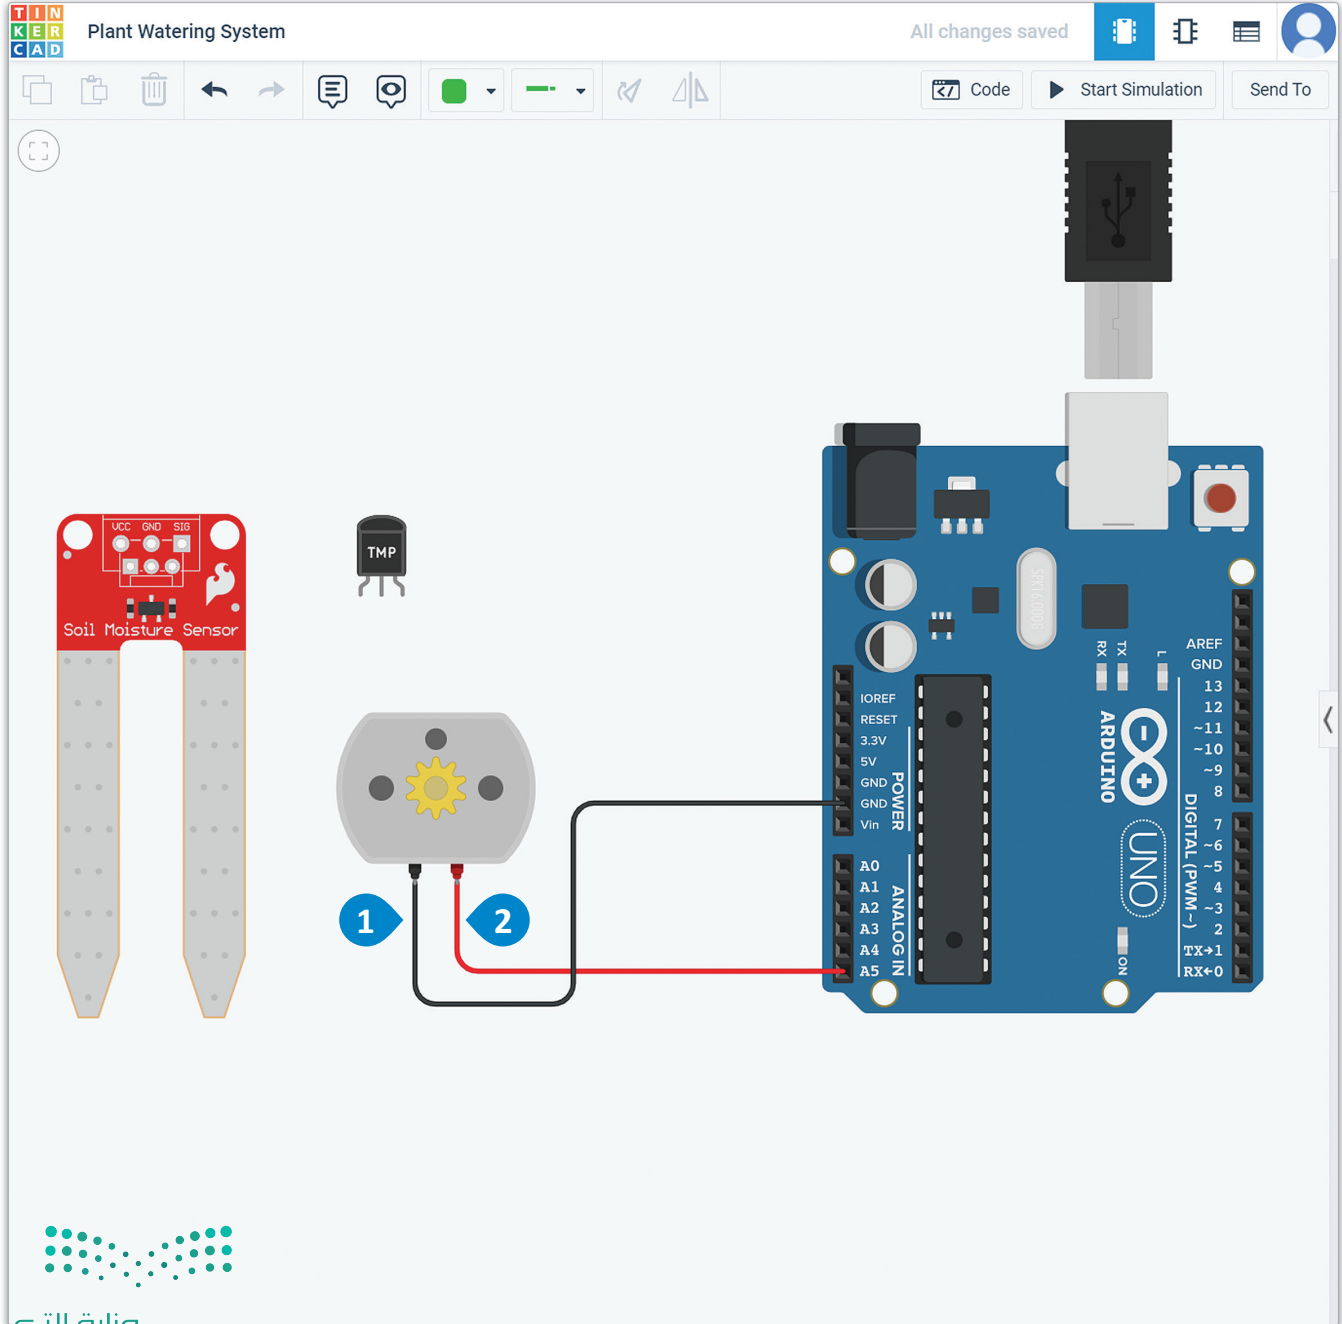 TIN
KER
CAD
Plant Watering System
All changes saved
Code
Start Simulation
Send To
VCC GND SIG
Soil Moisture Sensor
TMP
1
2
SPK16.000G
RX
TX
L
AREF
GND
13
12
~11
~10
~9
8
7
~6
~5
4
~3
2
TX→1
RX←0
DIGITAL (PWM~)
ARDUINO
UNO
ON
IOREF
RESET
3.3V
5V
GND
GND
Vin
POWER
A0
A1
A2
A3
A4
A5
ANALOG IN